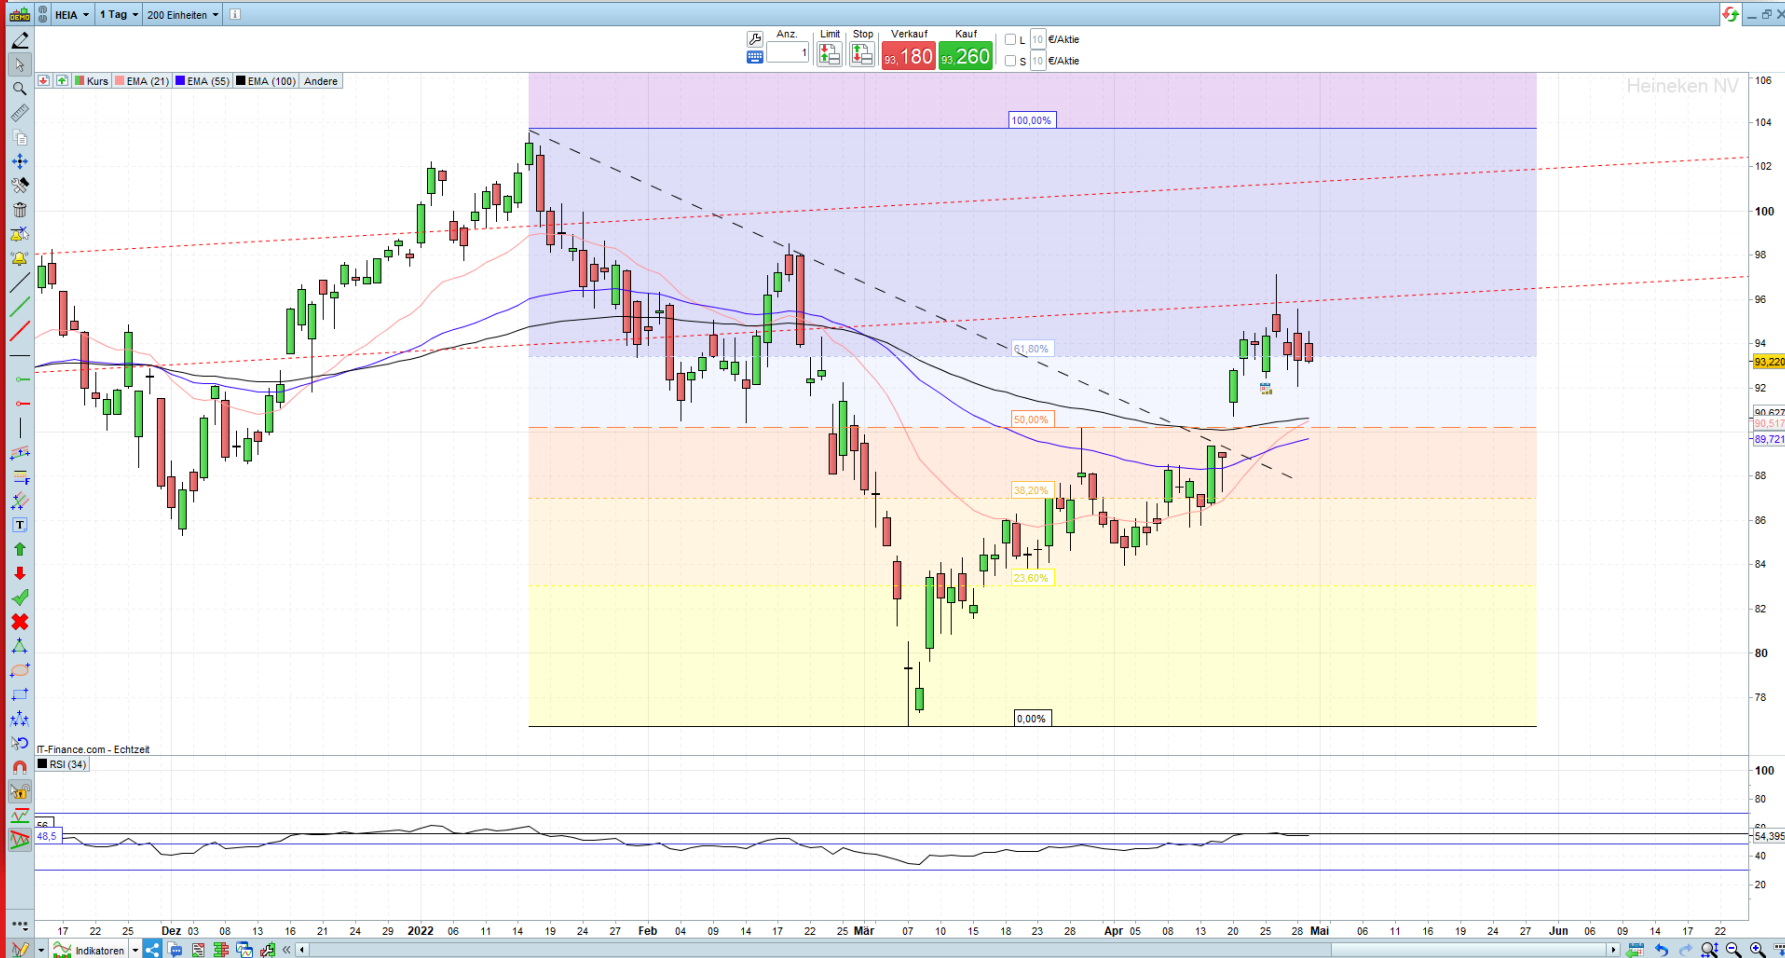 DEMO HEIA 1 Tag 200 Einheiten i
Anz. Limit Stop Verkauf Kauf
1 93,180 93,260
L 10 €/Aktie
S 10 €/Aktie
Kurs EMA (21) EMA (55) EMA (100) Andere
Heineken NV
106
104
102
100
98
96
94
93,220
92
90,627
90,517
89,721
88
86
84
82
80
78
100,00%
61,80%
50,00%
38,20%
23,60%
0,00%
IT-Finance.com - Echtzeit
RSI (34)
100
80
60
56
48,5
54,395
40
20
17 22 25 Dez 03 08 13 16 21 24 29 2022 06 11 14 19 24 27 Feb 04 09 14 17 22 25 Mär 07 10 15 18 23 28 Apr 05 08 13 20 25 28 Mai 06 11 16 19 24 27 Jun 06 09 14 17 22
Indikatoren